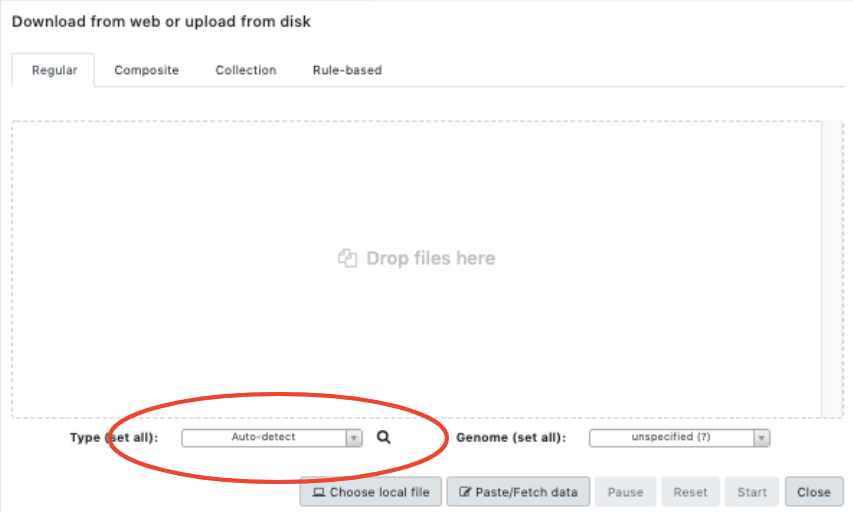 Download from web or upload from disk
Regular Composite Collection Rule-based
Drop files here
Type (set all): Auto-detect Genome (set all): unspecified (?)
Choose local file Paste/Fetch data Pause Reset Start Close